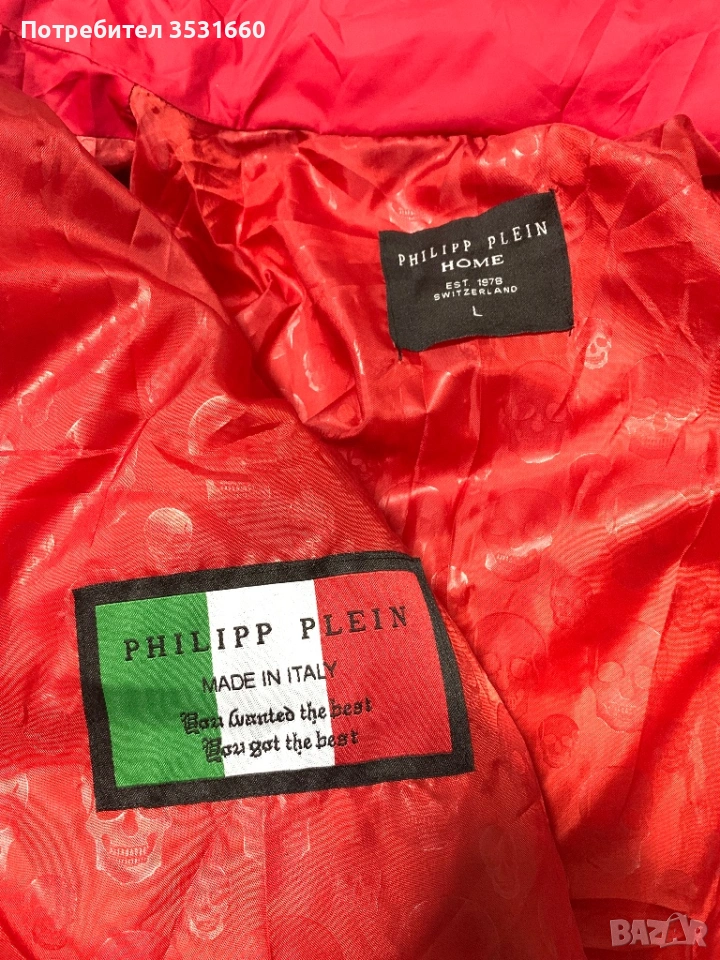 Потребител 3531660
PHILIPP PLEIN
HOME
EST. 1978
SWITZERLAND
L
PHILIPP PLEIN
MADE IN ITALY
You wanted the best
You got the best
BAZAR